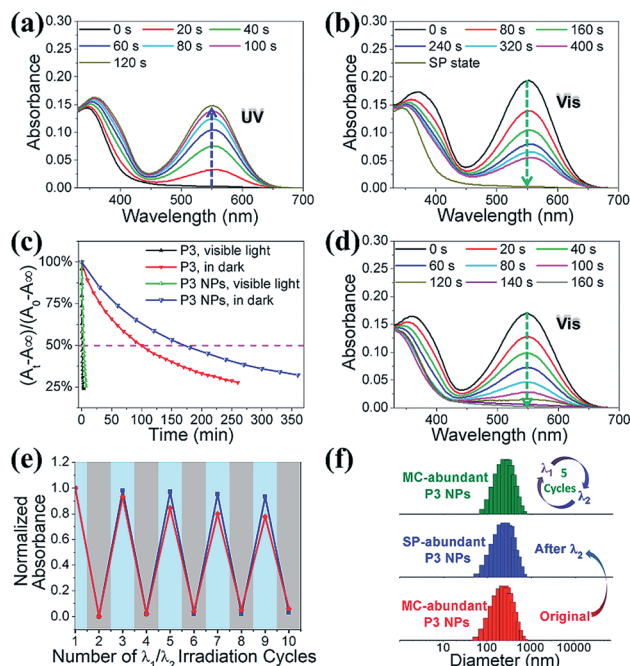 (a)
0 s 20 s 40 s
60 s 80 s 100 s
120 s
UV
Absorbance
0.30
0.25
0.20
0.15
0.10
0.05
0.00
400 500 600 700
Wavelength (nm)
(b)
0 s 80 s 160 s
240 s 320 s 400 s
SP state
Vis
Absorbance
0.30
0.25
0.20
0.15
0.10
0.05
0.00
400 500 600 700
Wavelength (nm)
(c)
P3, visible light
P3, in dark
P3 NPs, visible light
P3 NPs, in dark
(At-A∞)/(A0-A∞)
100%
75%
50%
25%
0 50 100 150 200 250 300 350
Time (min)
(d)
0 s 20 s 40 s
60 s 80 s 100 s
120 s 140 s 160 s
Vis
Absorbance
0.30
0.25
0.20
0.15
0.10
0.05
0.00
400 500 600 700
Wavelength (nm)
(e)
Normalized
Absorbance
1.2
1.0
0.8
0.6
0.4
0.2
0.0
1 2 3 4 5 6 7 8 9 10
Number of λ1/λ2 Irradiation Cycles
(f)
MC-abundant
P3 NPs
λ1 5
Cycles
λ2
SP-abundant
P3 NPs
After λ2
MC-abundant
P3 NPs
Original
10 100 1000 10000
Diameter (nm)